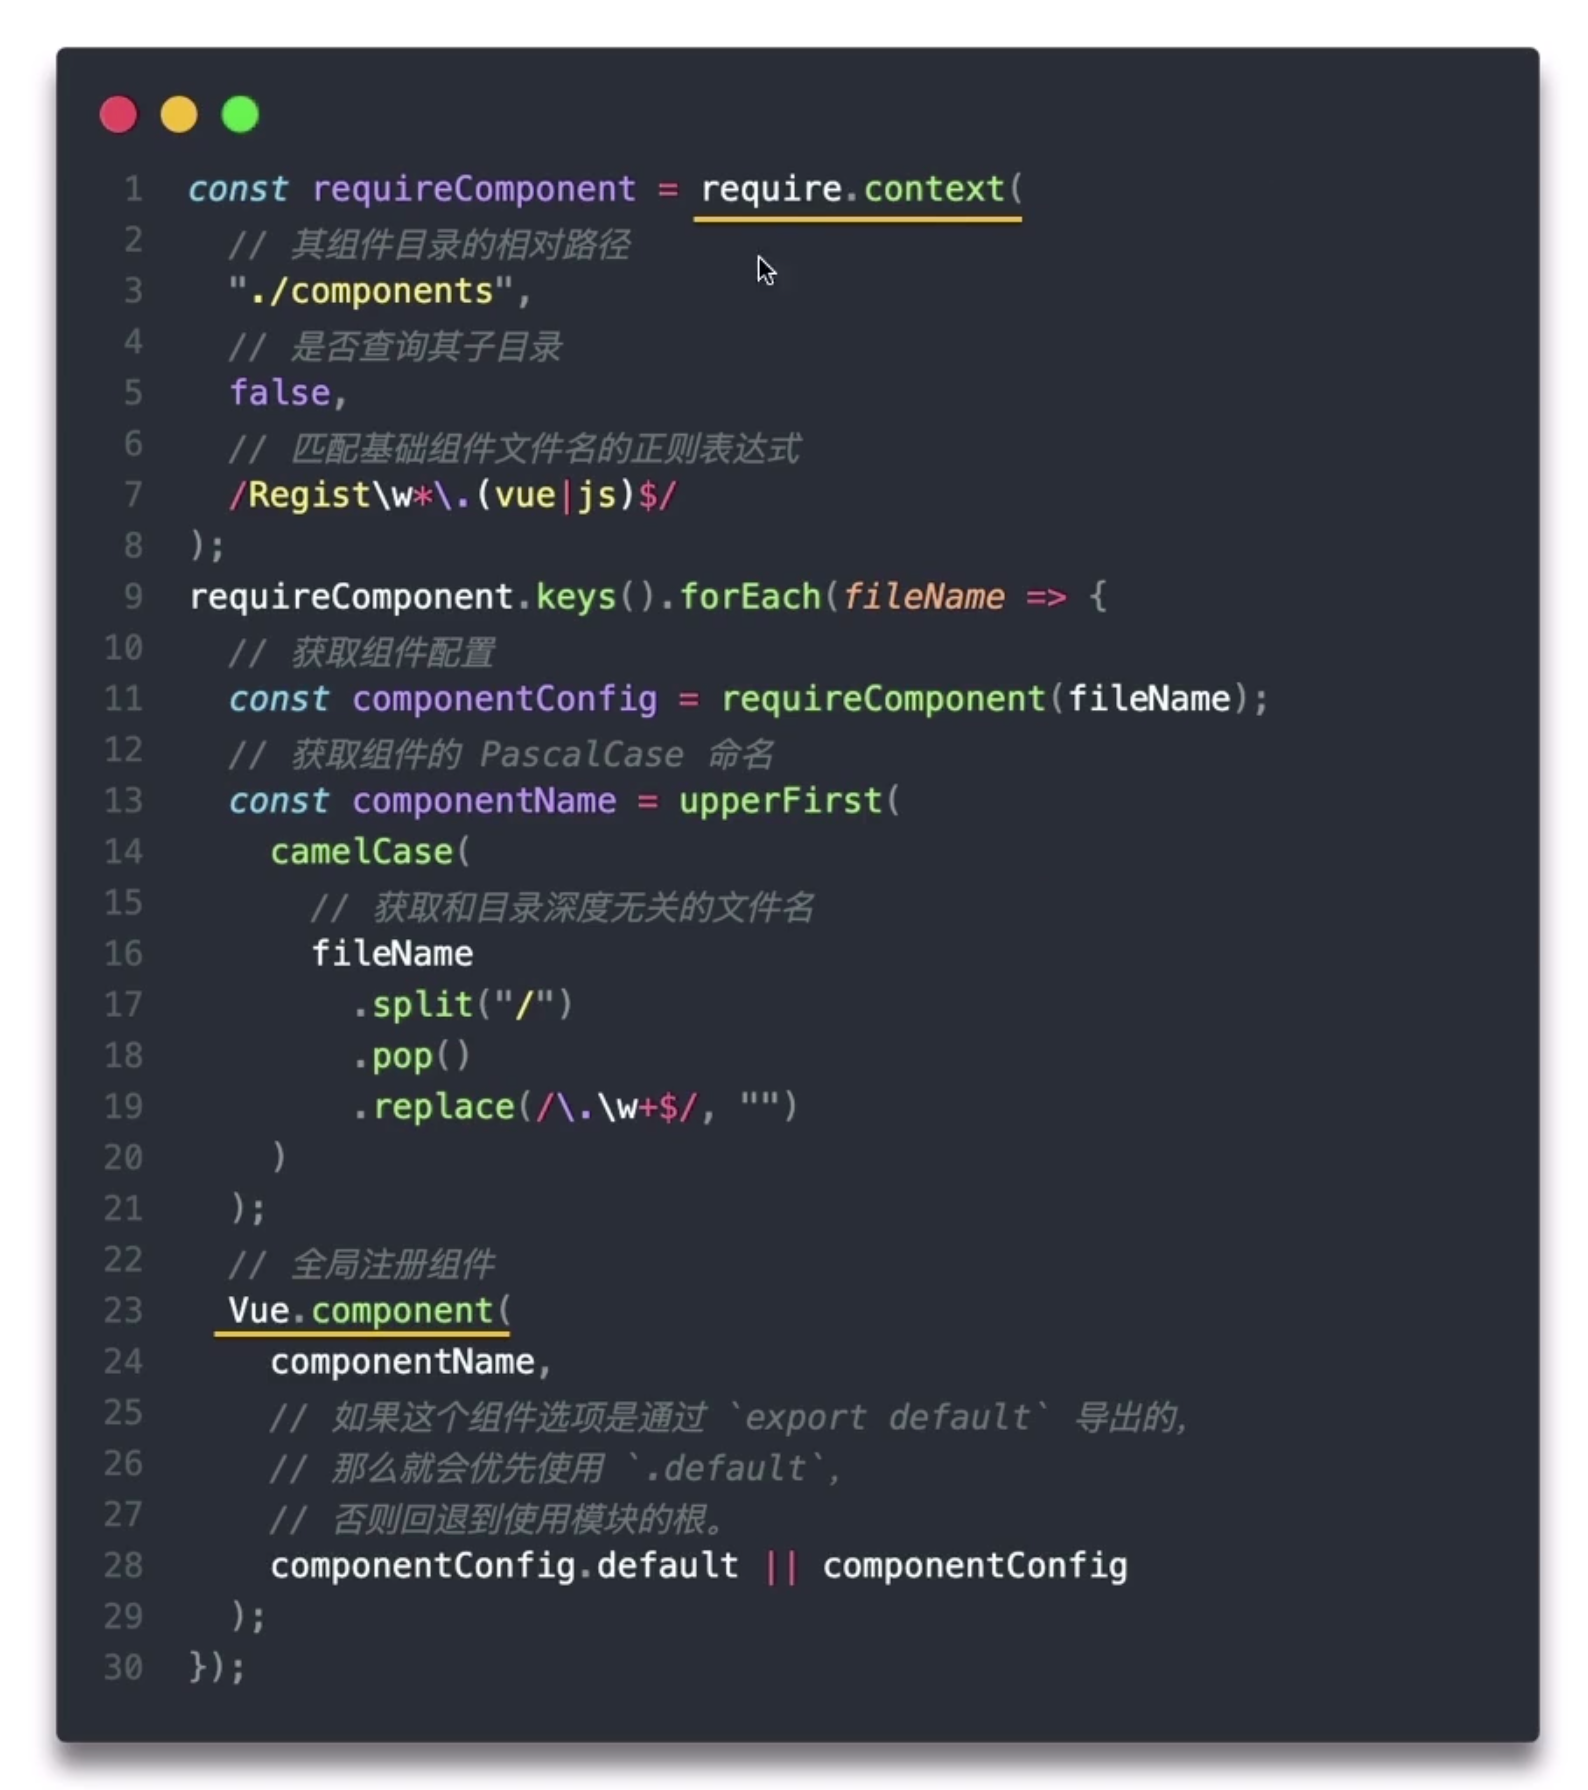 1 const requireComponent = require.context(
2   // 其组件目录的相对路径
3   "./components",
4   // 是否查询其子目录
5   false,
6   // 匹配基础组件文件名的正则表达式
7   /Regist\w*\.(vue|js)$/
8 );
9 requireComponent.keys().forEach(fileName => {
10   // 获取组件配置
11   const componentConfig = requireComponent(fileName);
12   // 获取组件的 PascalCase 命名
13   const componentName = upperFirst(
14     camelCase(
15       // 获取和目录深度无关的文件名
16       fileName
17         .split("/")
18         .pop()
19         .replace(/\.\w+$/, "")
20     )
21   );
22   // 全局注册组件
23   Vue.component(
24     componentName,
25     // 如果这个组件选项是通过 `export default` 导出的，
26     // 那么就会优先使用 `.default`，
27     // 否则回退到使用模块的根。
28     componentConfig.default || componentConfig
29   );
30 });